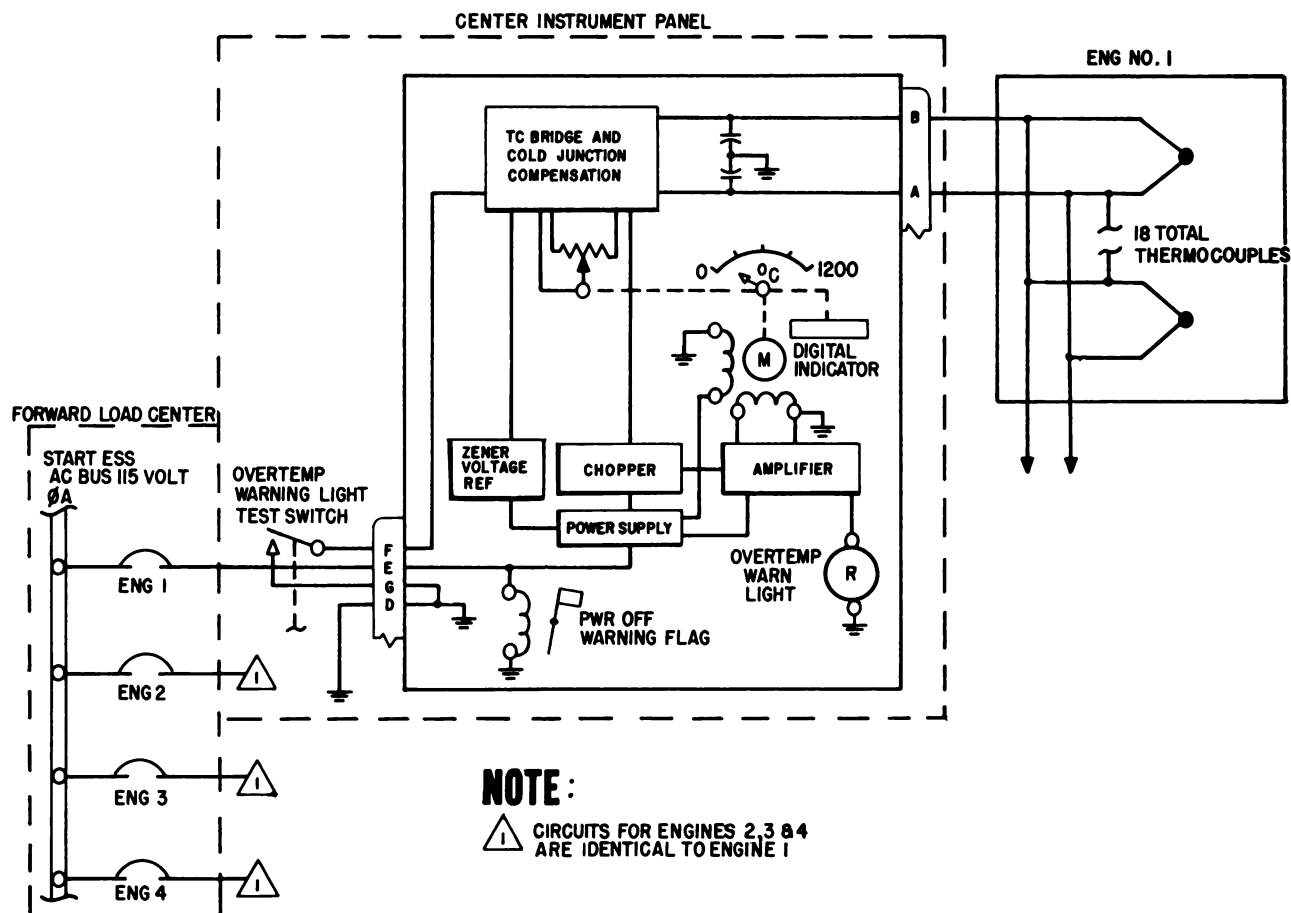 CENTER INSTRUMENT PANEL
ENG NO. 1
TC BRIDGE AND
COLD JUNCTION
COMPENSATION
B
A
18 TOTAL
THERMOCOUPLES
0
°C
1200
M
DIGITAL
INDICATOR
FORWARD LOAD CENTER
START ESS
AC BUS 115 VOLT
ØA
OVERTEMP
WARNING LIGHT
TEST SWITCH
ZENER
VOLTAGE
REF
CHOPPER
AMPLIFIER
POWER SUPPLY
F
E
G
D
OVERTEMP
WARN
LIGHT
R
PWR OFF
WARNING FLAG
ENG 1
ENG 2
1
ENG 3
1
ENG 4
1
NOTE:
1
CIRCUITS FOR ENGINES 2,3 &4
ARE IDENTICAL TO ENGINE 1